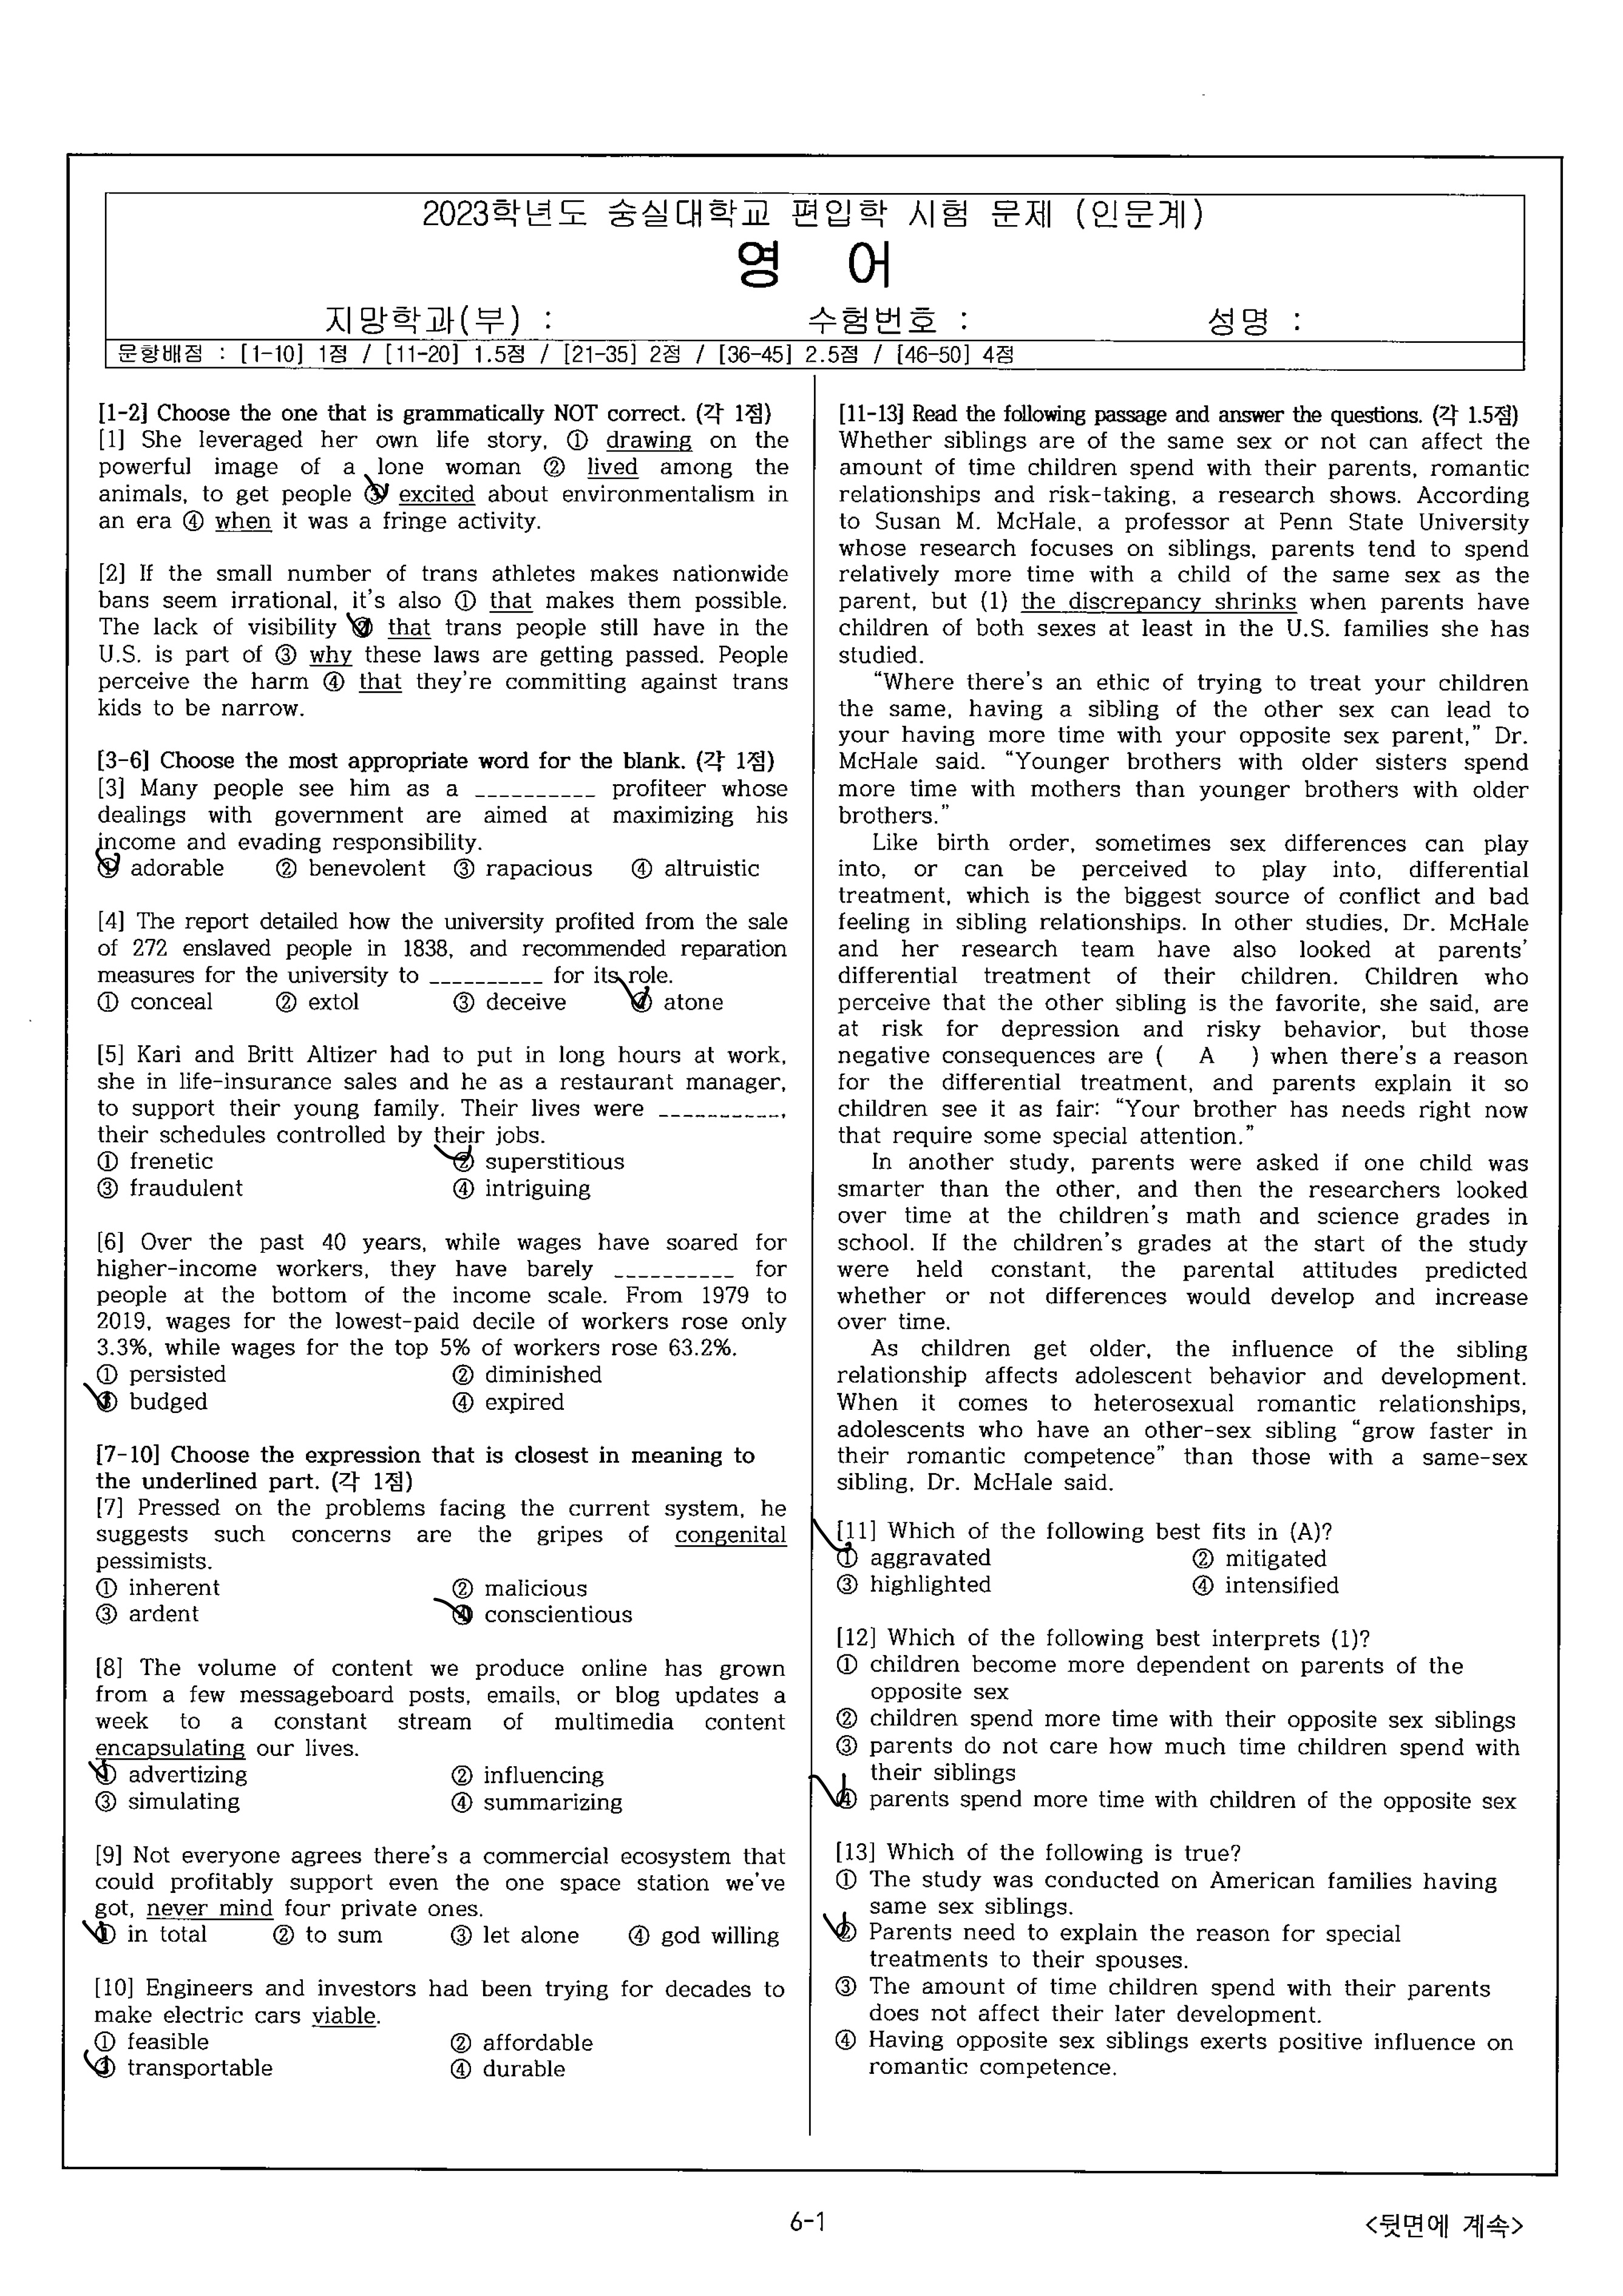 2023학년도 숭실대학교 편입학 시험 문제 (인문계)
영 어
지망학과(부) : 수험번호 : 성명 :
문항배점 : [1-10] 1점 / [11-20] 1.5점 / [21-35] 2점 / [36-45] 2.5점 / [46-50] 4점
[1-2] Choose the one that is grammatically NOT correct. (각 1점)
[1] She leveraged her own life story, ① drawing on the
powerful image of a lone woman ② lived among the
animals, to get people ③ excited about environmentalism in
an era ④ when it was a fringe activity.
[2] If the small number of trans athletes makes nationwide
bans seem irrational, it's also ① that makes them possible.
The lack of visibility ② that trans people still have in the
U.S. is part of ③ why these laws are getting passed. People
perceive the harm ④ that they're committing against trans
kids to be narrow.
[3-6] Choose the most appropriate word for the blank. (각 1점)
[3] Many people see him as a __________ profiteer whose
dealings with government are aimed at maximizing his
income and evading responsibility.
① adorable ② benevolent ③ rapacious ④ altruistic
[4] The report detailed how the university profited from the sale
of 272 enslaved people in 1838, and recommended reparation
measures for the university to __________ for its role.
① conceal ② extol ③ deceive ④ atone
[5] Kari and Britt Altizer had to put in long hours at work,
she in life-insurance sales and he as a restaurant manager,
to support their young family. Their lives were __________,
their schedules controlled by their jobs.
① frenetic ② superstitious
③ fraudulent ④ intriguing
[6] Over the past 40 years, while wages have soared for
higher-income workers, they have barely __________ for
people at the bottom of the income scale. From 1979 to
2019, wages for the lowest-paid decile of workers rose only
3.3%, while wages for the top 5% of workers rose 63.2%.
① persisted ② diminished
③ budged ④ expired
[7-10] Choose the expression that is closest in meaning to
the underlined part. (각 1점)
[7] Pressed on the problems facing the current system, he
suggests such concerns are the gripes of congenital
pessimists.
① inherent ② malicious
③ ardent ④ conscientious
[8] The volume of content we produce online has grown
from a few messageboard posts, emails, or blog updates a
week to a constant stream of multimedia content
encapsulating our lives.
① advertizing ② influencing
③ simulating ④ summarizing
[9] Not everyone agrees there's a commercial ecosystem that
could profitably support even the one space station we've
got, never mind four private ones.
① in total ② to sum ③ let alone ④ god willing
[10] Engineers and investors had been trying for decades to
make electric cars viable.
① feasible ② affordable
③ transportable ④ durable
[11-13] Read the following passage and answer the questions. (각 1.5점)
Whether siblings are of the same sex or not can affect the
amount of time children spend with their parents, romantic
relationships and risk-taking, a research shows. According
to Susan M. McHale, a professor at Penn State University
whose research focuses on siblings, parents tend to spend
relatively more time with a child of the same sex as the
parent, but (1) the discrepancy shrinks when parents have
children of both sexes at least in the U.S. families she has
studied.
"Where there's an ethic of trying to treat your children
the same, having a sibling of the other sex can lead to
your having more time with your opposite sex parent," Dr.
McHale said. "Younger brothers with older sisters spend
more time with mothers than younger brothers with older
brothers."
Like birth order, sometimes sex differences can play
into, or can be perceived to play into, differential
treatment, which is the biggest source of conflict and bad
feeling in sibling relationships. In other studies, Dr. McHale
and her research team have also looked at parents'
differential treatment of their children. Children who
perceive that the other sibling is the favorite, she said, are
at risk for depression and risky behavior, but those
negative consequences are ( A ) when there's a reason
for the differential treatment, and parents explain it so
children see it as fair: "Your brother has needs right now
that require some special attention."
In another study, parents were asked if one child was
smarter than the other, and then the researchers looked
over time at the children's math and science grades in
school. If the children's grades at the start of the study
were held constant, the parental attitudes predicted
whether or not differences would develop and increase
over time.
As children get older, the influence of the sibling
relationship affects adolescent behavior and development.
When it comes to heterosexual romantic relationships,
adolescents who have an other-sex sibling "grow faster in
their romantic competence" than those with a same-sex
sibling, Dr. McHale said.
[11] Which of the following best fits in (A)?
① aggravated ② mitigated
③ highlighted ④ intensified
[12] Which of the following best interprets (1)?
① children become more dependent on parents of the
opposite sex
② children spend more time with their opposite sex siblings
③ parents do not care how much time children spend with
their siblings
④ parents spend more time with children of the opposite sex
[13] Which of the following is true?
① The study was conducted on American families having
same sex siblings.
② Parents need to explain the reason for special
treatments to their spouses.
③ The amount of time children spend with their parents
does not affect their later development.
④ Having opposite sex siblings exerts positive influence on
romantic competence.
6-1
<뒷면에 계속>